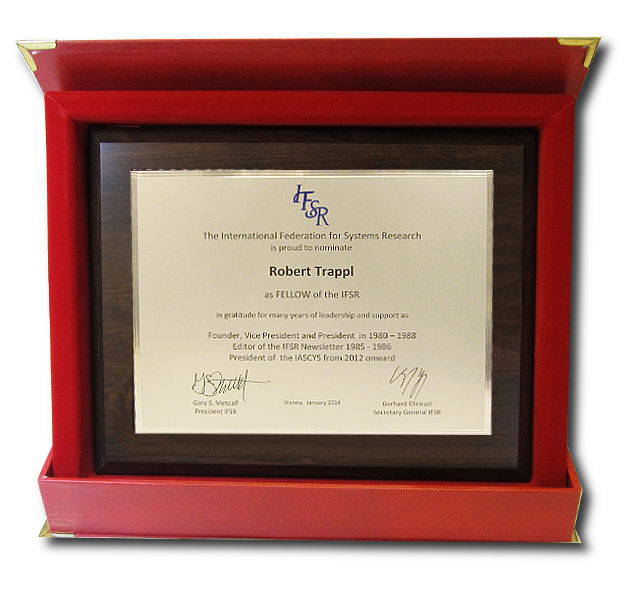 IFSR
The International Federation for Systems Research
is proud to nominate
Robert Trappl
as FELLOW of the IFSR
in gratitude for many years of leadership and support as
Founder, Vice President and President in 1980 – 1988
Editor of the IFSR Newsletter 1985 - 1986
President of the IASCYS from 2012 onward
Gary S. Metcalf
President IFSR
Vienna, January 2014
Gerhard Chroust
Secretary General IFSR